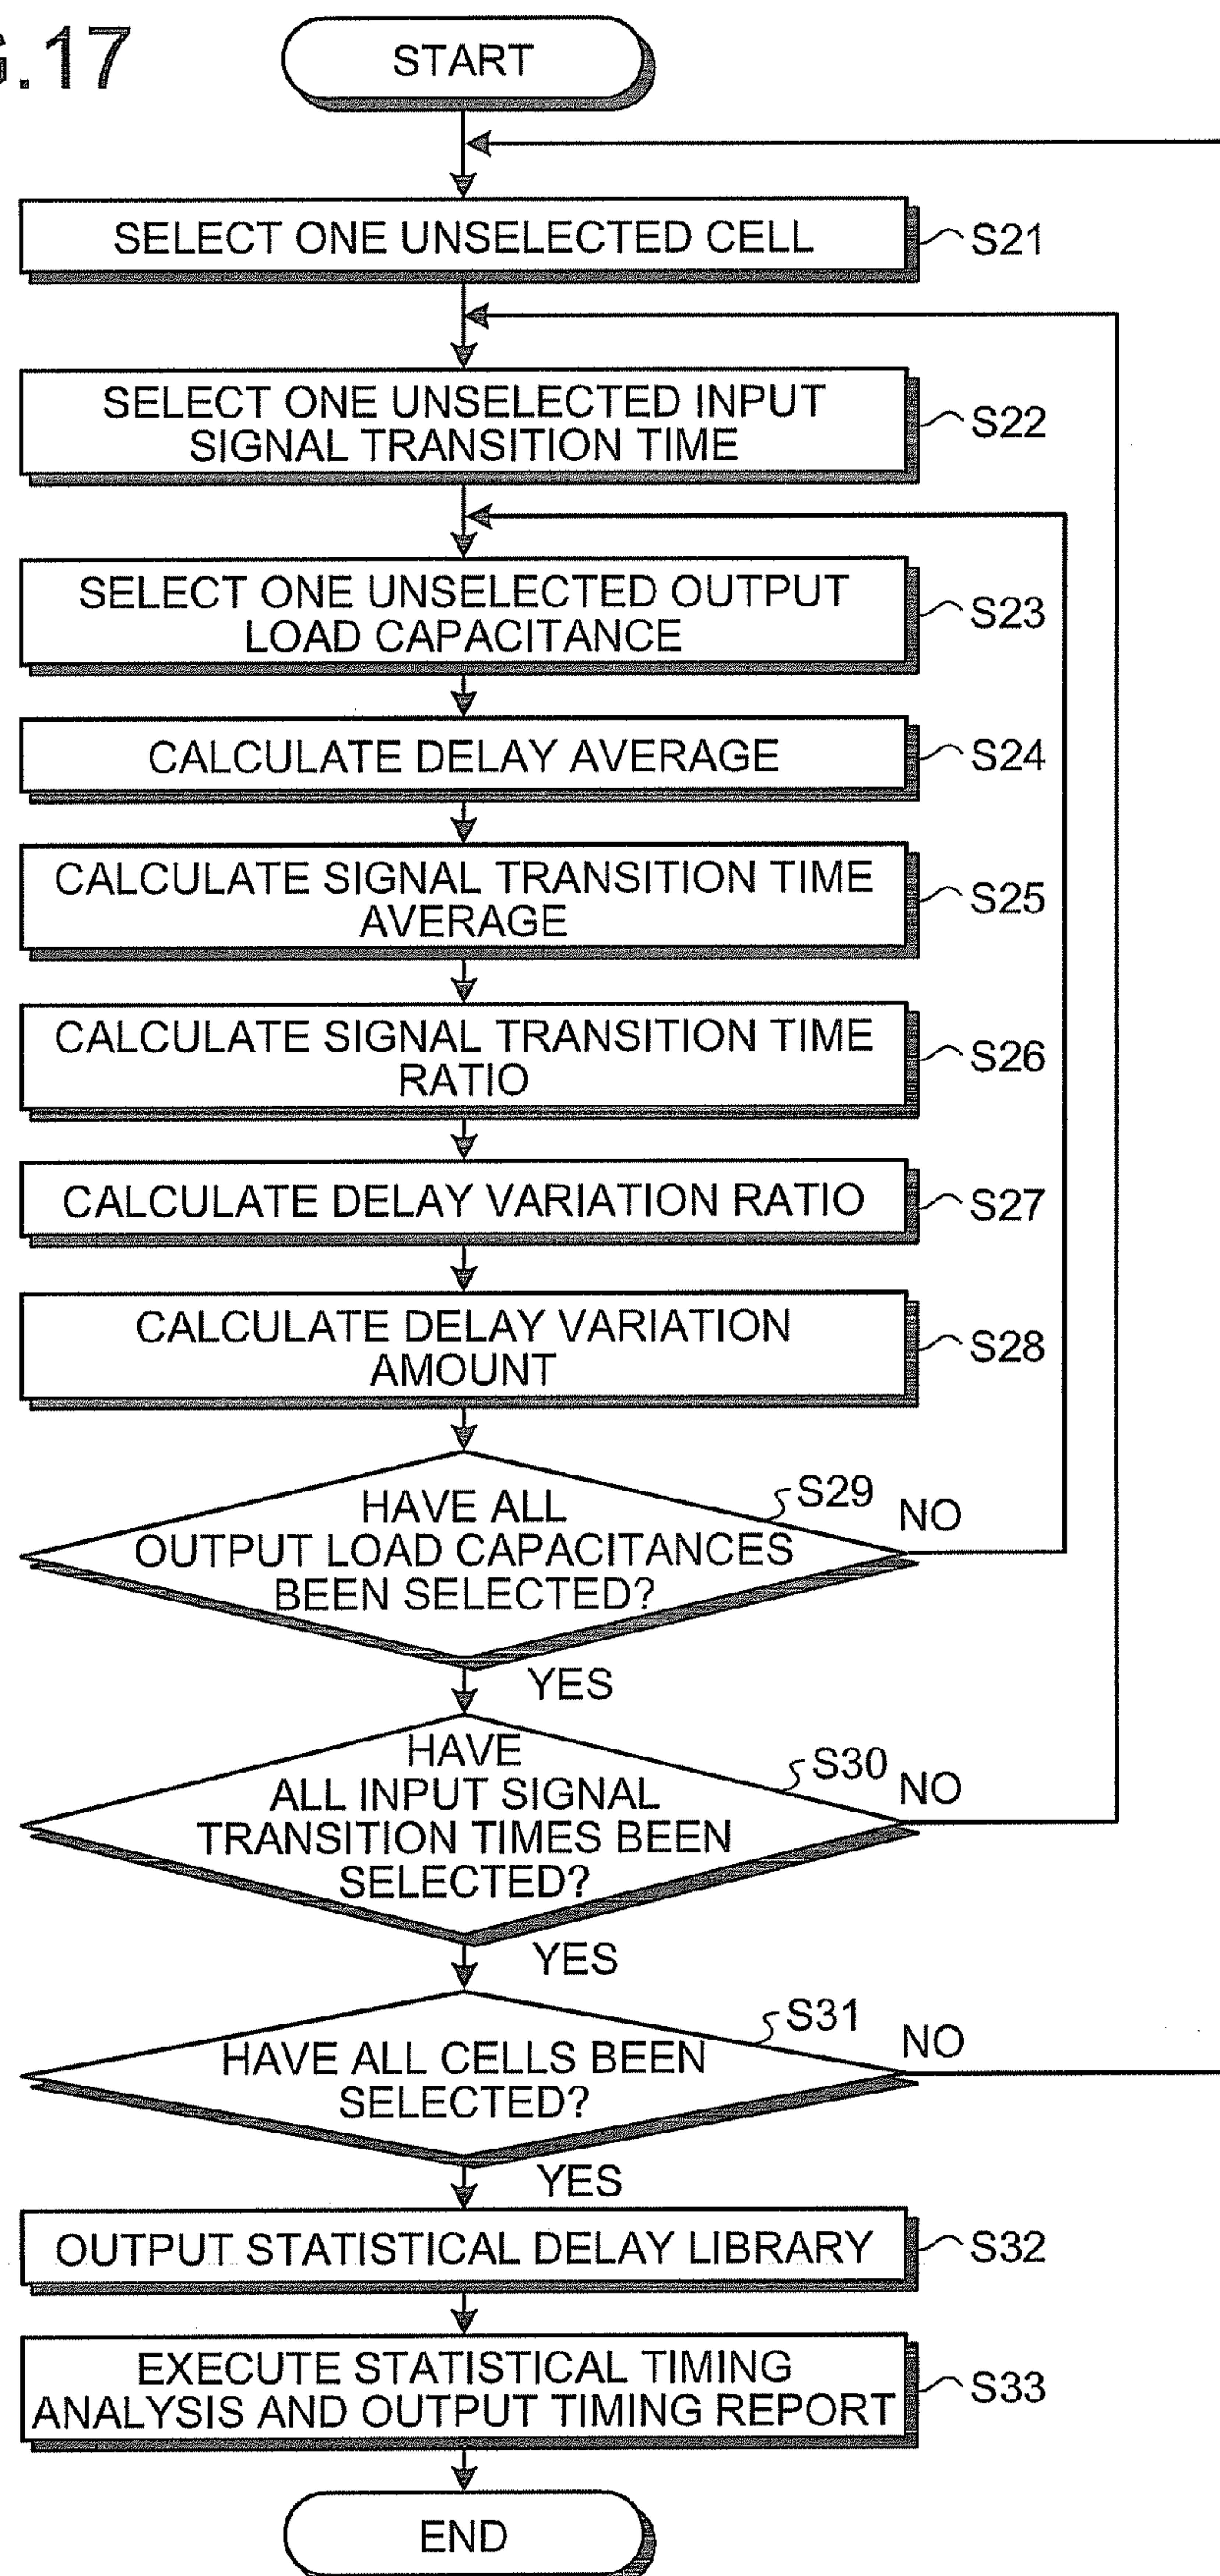 G.17
START
SELECT ONE UNSELECTED CELL
S21
SELECT ONE UNSELECTED INPUT
SIGNAL TRANSITION TIME
S22
SELECT ONE UNSELECTED OUTPUT
LOAD CAPACITANCE
S23
CALCULATE DELAY AVERAGE
S24
CALCULATE SIGNAL TRANSITION TIME
AVERAGE
S25
CALCULATE SIGNAL TRANSITION TIME
RATIO
S26
CALCULATE DELAY VARIATION RATIO
S27
CALCULATE DELAY VARIATION
AMOUNT
S28
HAVE ALL
OUTPUT LOAD CAPACITANCES
BEEN SELECTED?
S29
NO
YES
HAVE
ALL INPUT SIGNAL
TRANSITION TIMES BEEN
SELECTED?
S30
NO
YES
HAVE ALL CELLS BEEN
SELECTED?
S31
NO
YES
OUTPUT STATISTICAL DELAY LIBRARY
S32
EXECUTE STATISTICAL TIMING
ANALYSIS AND OUTPUT TIMING REPORT
S33
END